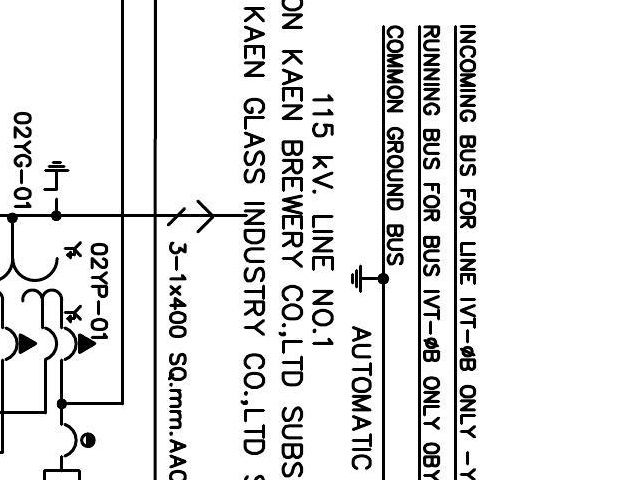 INCOMING BUS FOR LINE IVT-øB ONLY -Y
RUNNING BUS FOR BUS IVT-øB ONLY 0BY
COMMON GROUND BUS
AUTOMATIC
115 kV. LINE NO.1
ON KAEN BREWERY CO.,LTD SUBS
KAEN GLASS INDUSTRY CO.,LTD S
3-1x400 SQ.mm.AAC
02YP-01
02YG-01